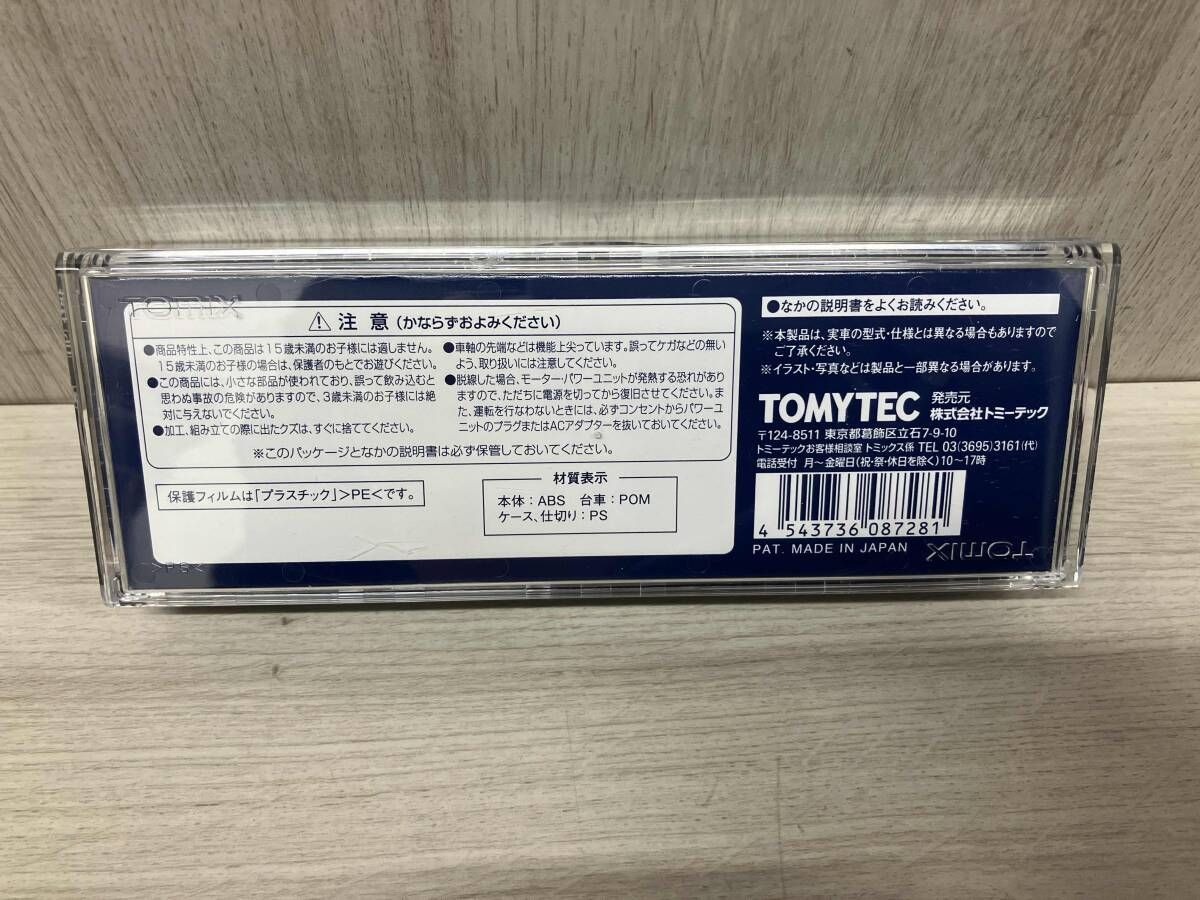 TOMIX
⚠ 注意(かならずおよみください)
●商品特性上、この商品は15歳未満のお子様には適しません。
15歳未満のお子様の場合は、保護者のもとでお遊びください。
●この商品には、小さな部品が使われており、誤って飲み込むと
思わぬ事故の危険がありますので、3歳未満のお子様には絶
対に与えないでください。
●加工、組み立ての際に出たクズは、すぐに捨ててください。
●車軸の先端などは機能上尖っています。誤ってケガなどの無い
よう、取り扱いには注意してください。
●脱線した場合、モーター・パワーユニットが発熱する恐れがあり
ますので、ただちに電源を切ってから復旧させてください。ま
た、運転を行なわないときには、必ずコンセントからパワーユ
ニットのプラグまたはACアダプターを抜いておいてください。
※このパッケージとなかの説明書は必ず保管しておいてください。
保護フィルムは「プラスチック」>PE<です。
材質表示
本体:ABS 台車:POM
ケース、仕切り:PS
●なかの説明書をよくお読みください。
※本製品は、実車の型式・仕様とは異なる場合もありますので
ご了承ください。
※イラスト・写真などは製品と一部異なる場合があります。
TOMYTEC 発売元 株式会社トミーテック
〒124-8511 東京都葛飾区立石7-9-10
トミーテックお客様相談室 トミックス係 TEL 03(3695)3161(代)
電話受付 月〜金曜日(祝・祭・休日を除く)10〜17時
4 543736 087281
PAT. MADE IN JAPAN
TOMIX